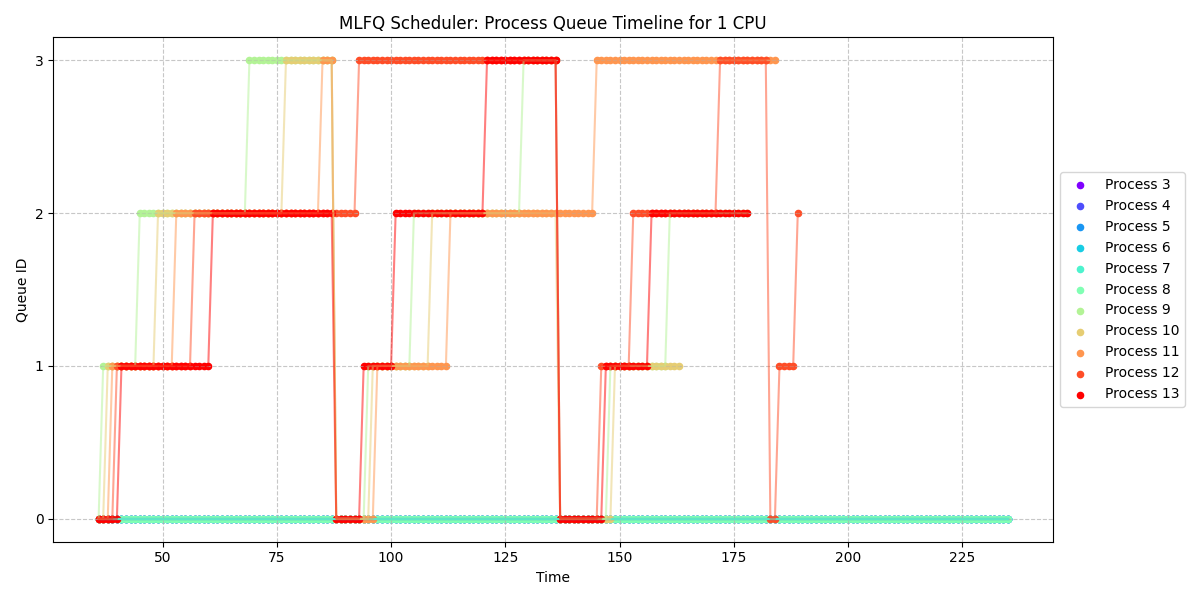 MLFQ Scheduler: Process Queue Timeline for 1 CPU
Queue ID
3
2
1
0
50
75
100
125
150
175
200
225
Time
Process 3
Process 4
Process 5
Process 6
Process 7
Process 8
Process 9
Process 10
Process 11
Process 12
Process 13